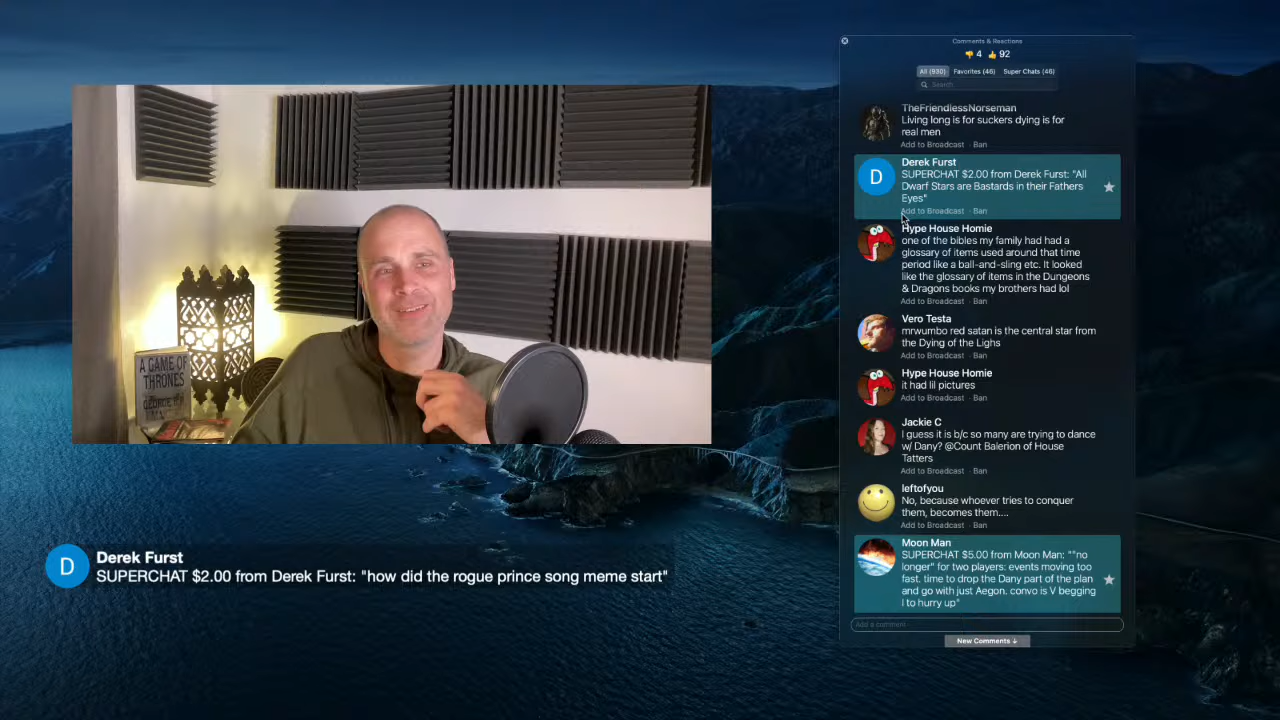 A GAME OF
THRONES
Derek Furst
SUPERCHAT $2.00 from Derek Furst: "how did the rogue prince song meme start"
D
Comments & Reactions
👎 4 👍 92
All (930) Favorites (46) Super Chats (46)
Search
TheFriendlessNorseman
Living long is for suckers dying is for
real men
Add to Broadcast · Ban
D
Derek Furst
SUPERCHAT $2.00 from Derek Furst: "All
Dwarf Stars are Bastards in their Fathers
Eyes"
Add to Broadcast · Ban
Hype House Homie
one of the bibles my family had had a
glossary of items used around that time
period like a ball-and-sling etc. It looked
like the glossary of items in the Dungeons
& Dragons books my brothers had lol
Add to Broadcast · Ban
Vero Testa
mrwumbo red satan is the central star from
the Dying of the Lighs
Add to Broadcast · Ban
Hype House Homie
it had lil pictures
Add to Broadcast · Ban
Jackie C
I guess it is b/c so many are trying to dance
w/ Dany? @Count Balerion of House
Tatters
Add to Broadcast · Ban
leftofyou
No, because whoever tries to conquer
them, becomes them....
Add to Broadcast · Ban
Moon Man
SUPERCHAT $5.00 from Moon Man: ""no
longer" for two players: events moving too
fast. time to drop the Dany part of the plan
and go with just Aegon. convo is V begging
I to hurry up"
Add a comment
New Comments ↓